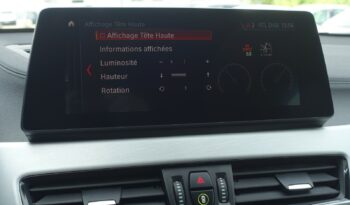 Affichage Tête Haute
Affichage Tête Haute
Informations affichées
Luminosité
Hauteur
Rotation